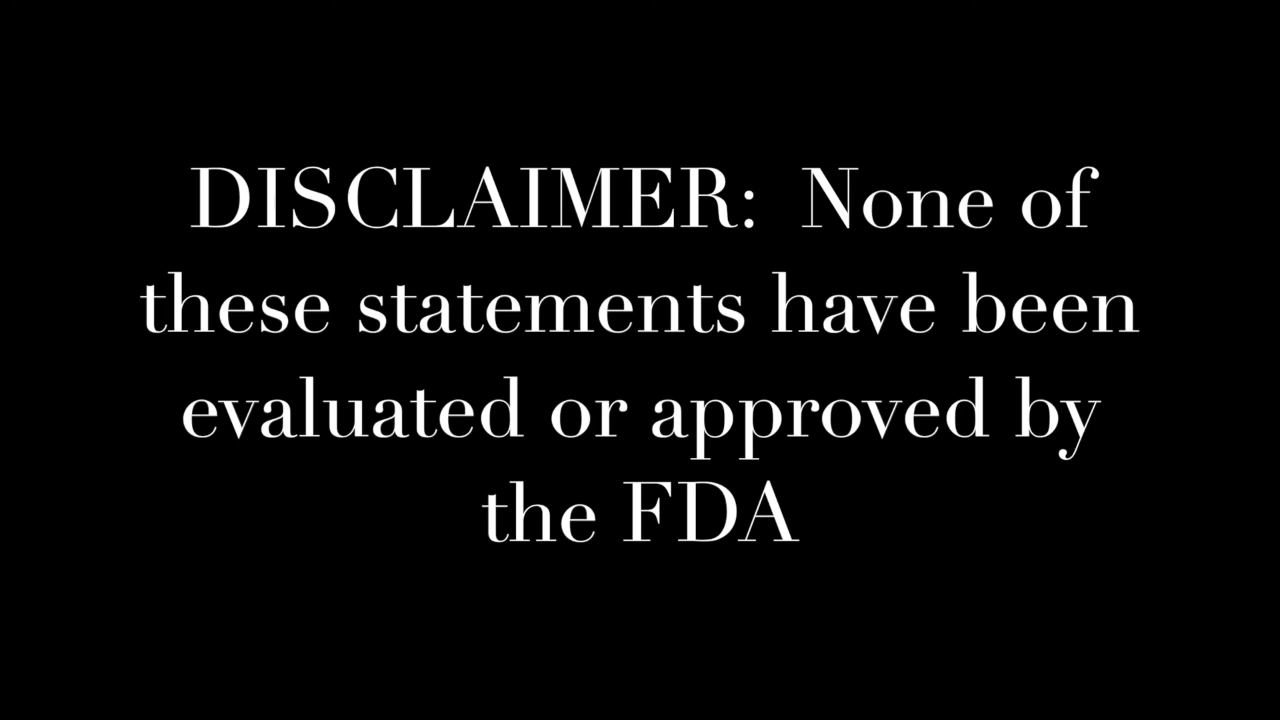 DISCLAIMER:  None of
these statements have been
evaluated or approved by
the FDA